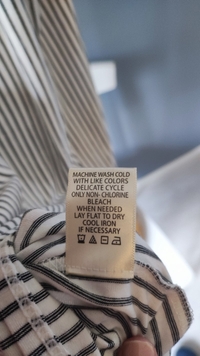 MACHINE WASH COLD
WITH LIKE COLORS
DELICATE CYCLE
ONLY NON-CHLORINE
BLEACH
WHEN NEEDED
LAY FLAT TO DRY
COOL IRON
IF NECESSARY